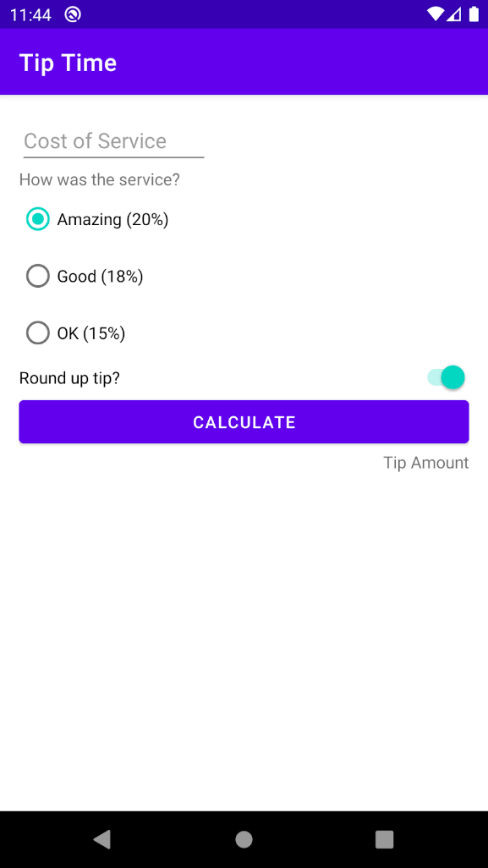 11:44
Tip Time
Cost of Service
How was the service?
Amazing (20%)
Good (18%)
OK (15%)
Round up tip?
CALCULATE
Tip Amount